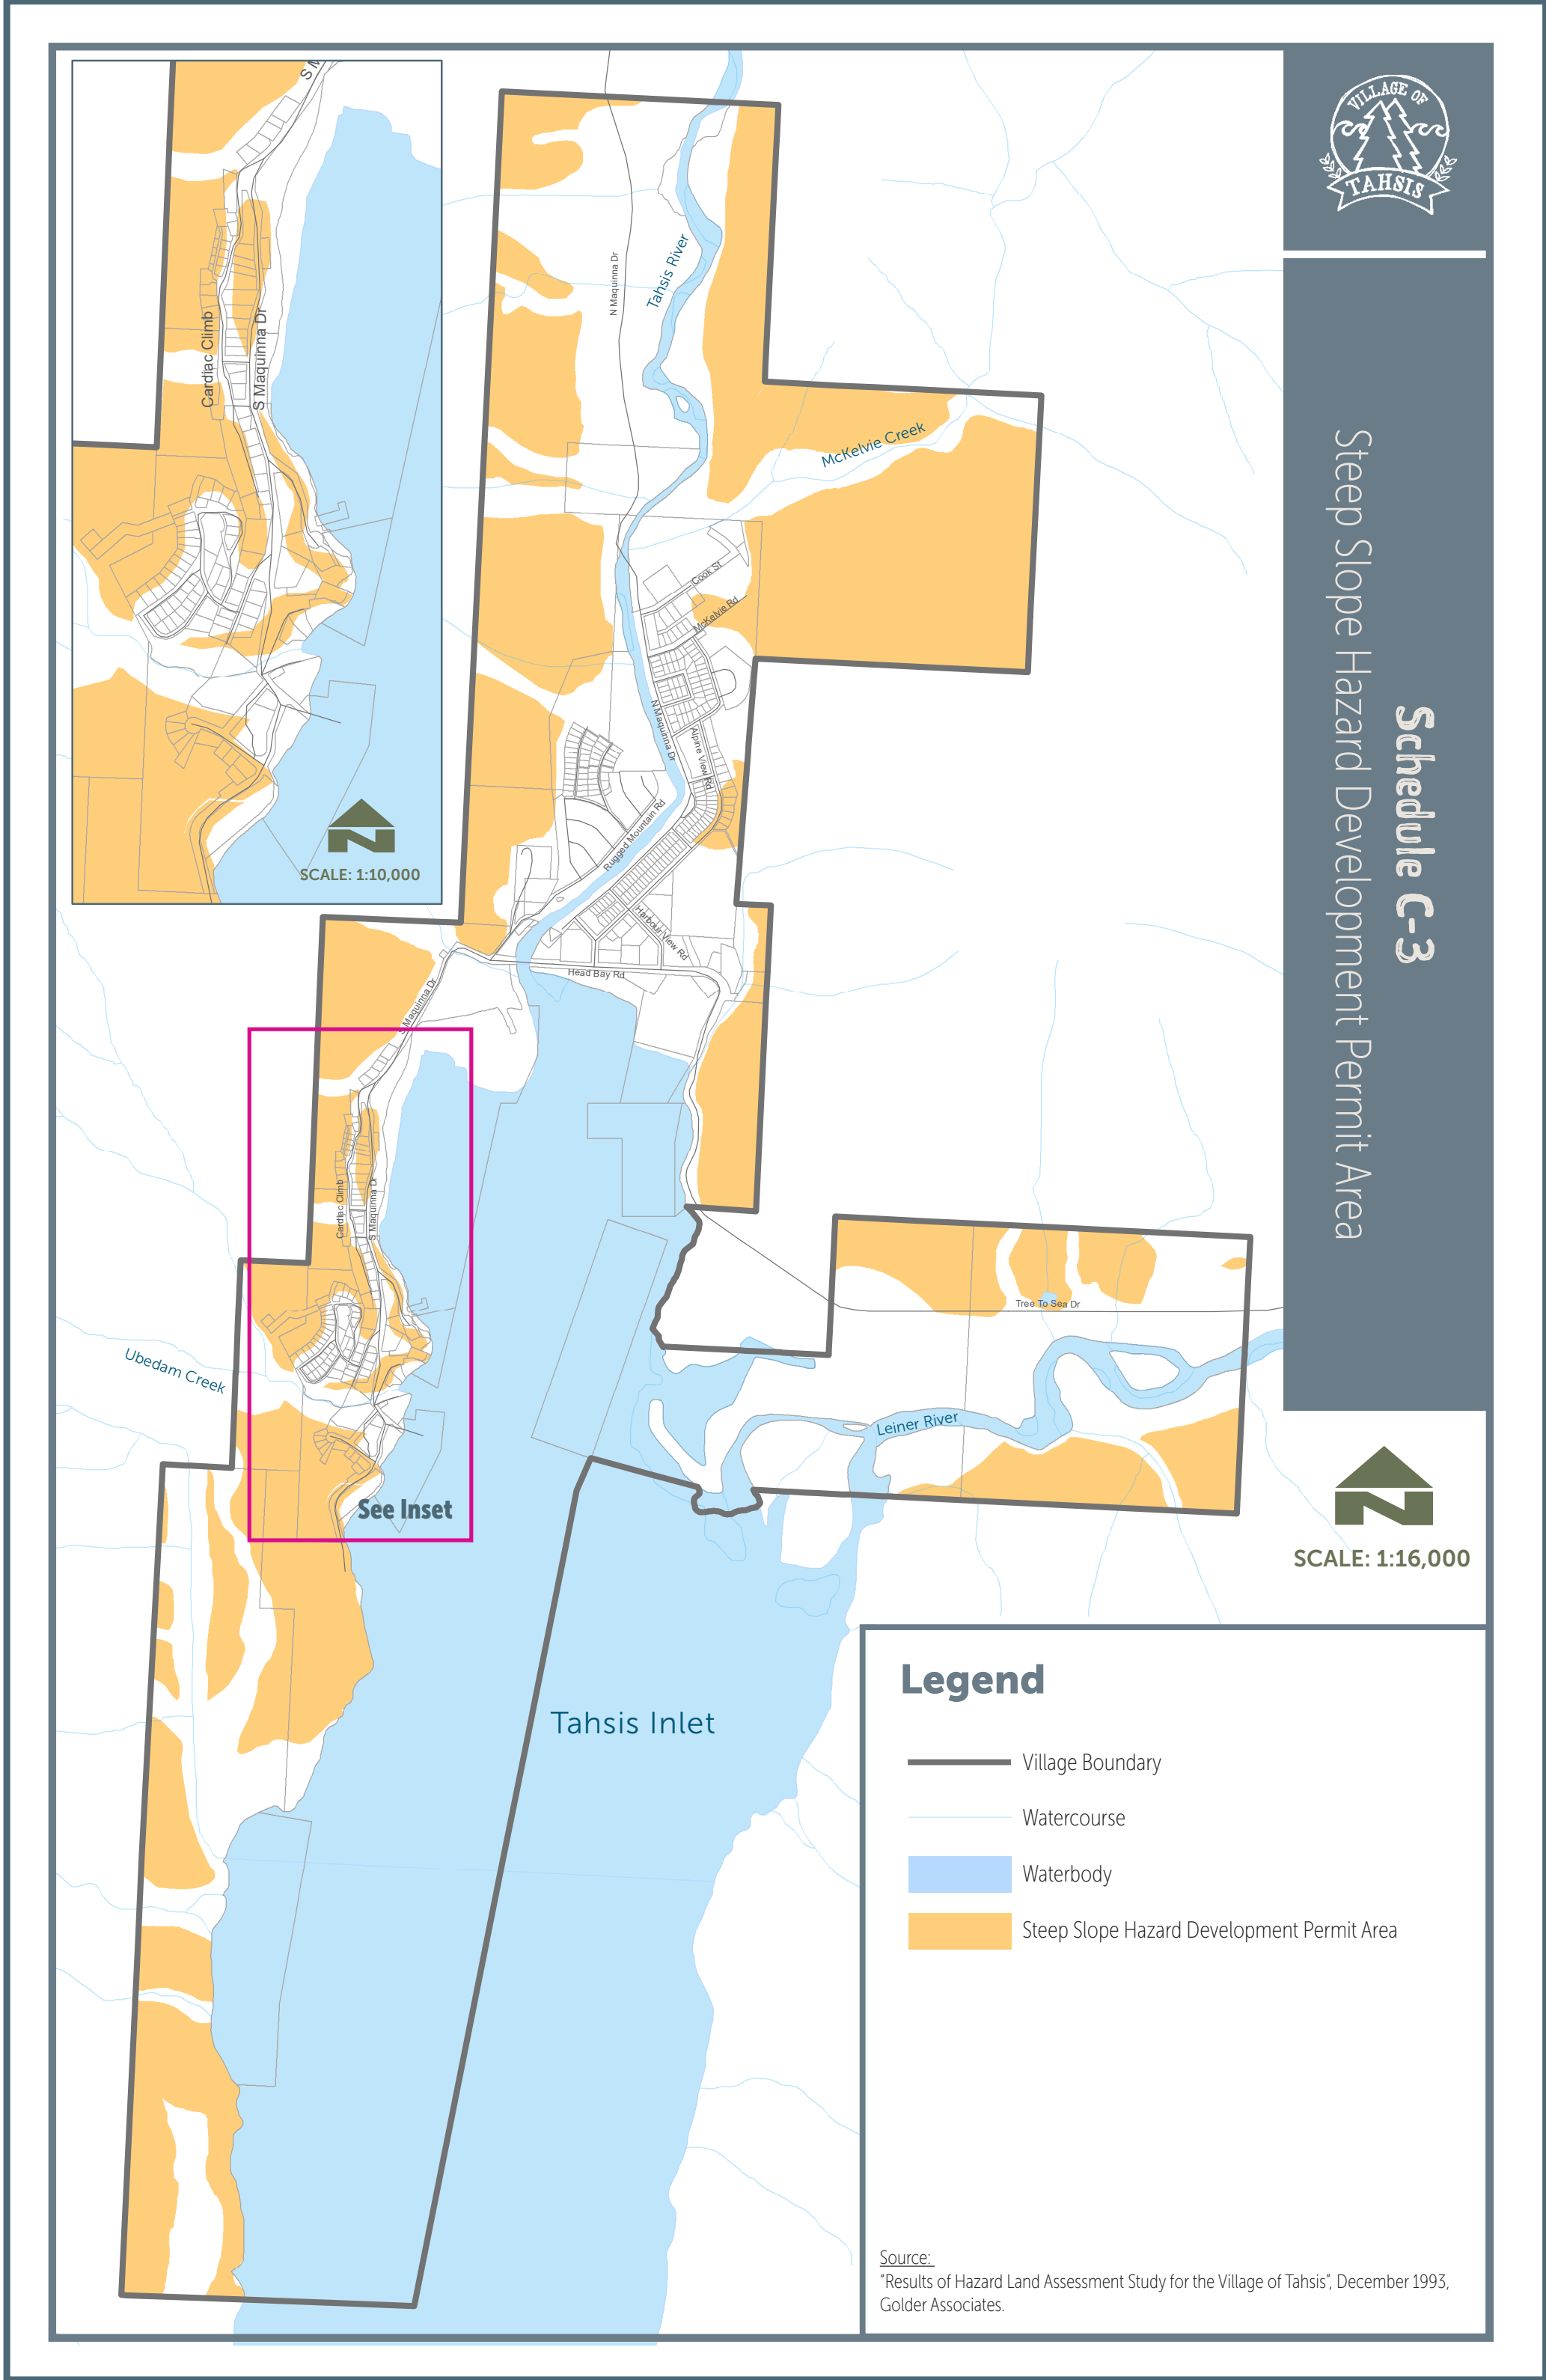 VILLAGE OF
TAHSIS
Schedule C-3
Steep Slope Hazard Development Permit Area
S M
Cardiac Climb
S Maquinna Dr
SCALE: 1:10,000
N Maquinna Dr
Tahsis River
McKelvie Creek
Cook St
McKelvie Rd
N Maquinna Dr
Alpine View Rd
Rugged Mountain Rd
Harbour View Rd
Head Bay Rd
S Maquinna Dr
Cardiac Climb
S Maquinna Dr
Ubedam Creek
See Inset
Tree To Sea Dr
Leiner River
Tahsis Inlet
SCALE: 1:16,000
Legend
Village Boundary
Watercourse
Waterbody
Steep Slope Hazard Development Permit Area
Source:
“Results of Hazard Land Assessment Study for the Village of Tahsis”, December 1993,
Golder Associates.